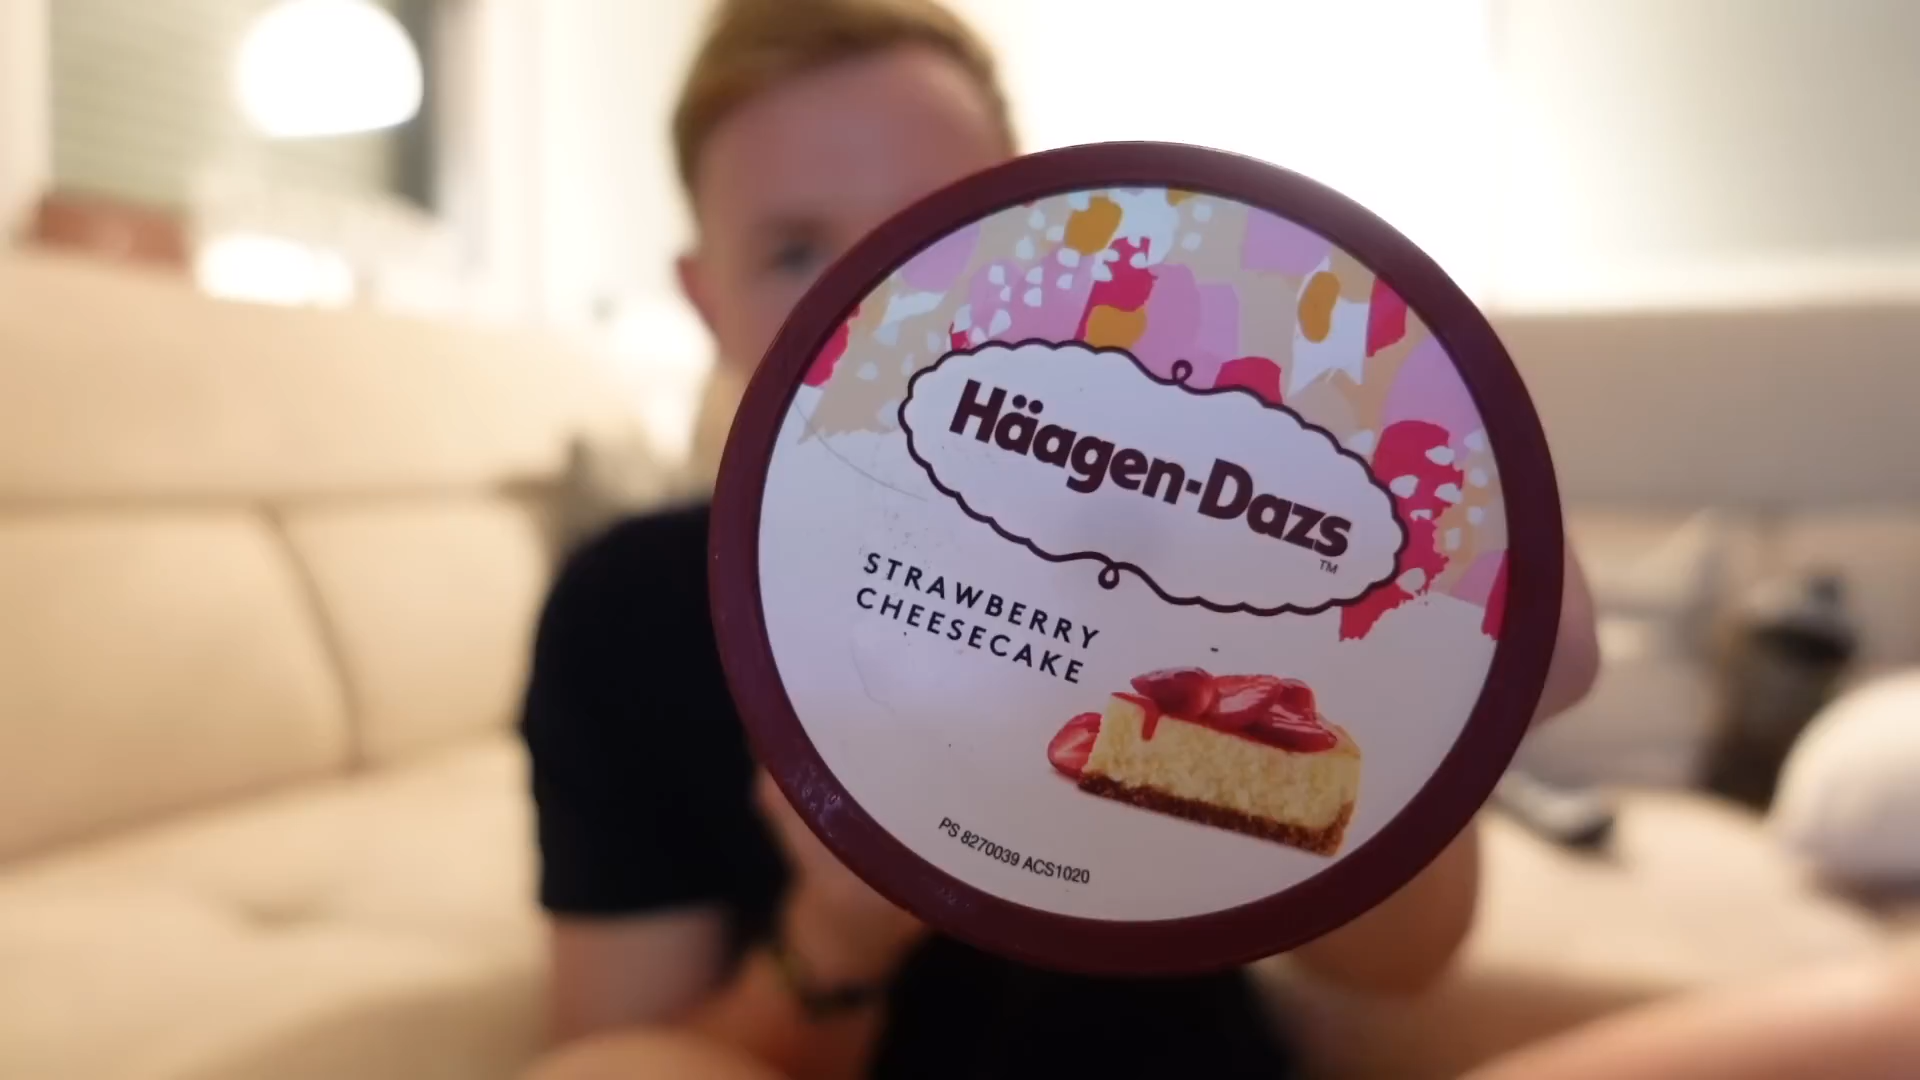 Häagen-Dazs
TM
STRAWBERRY
CHEESECAKE
PS 8270039 ACS1020